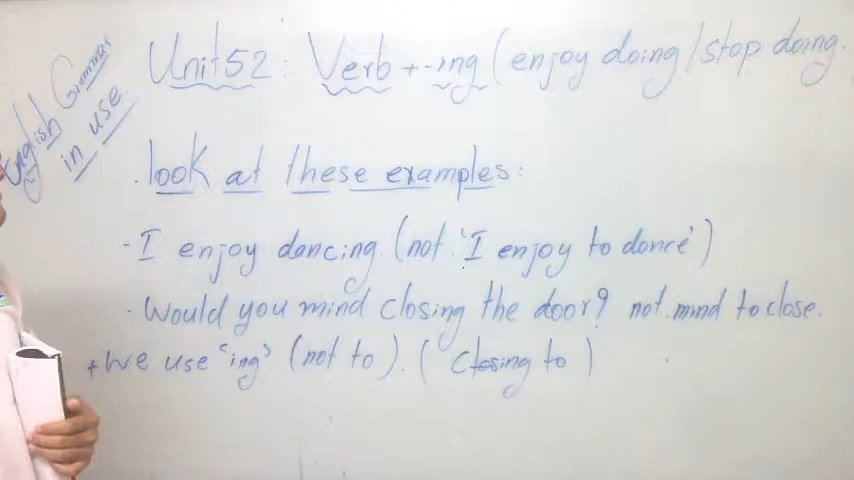 English Grammar
in use.
Unit 52: Verb + -ing (enjoy doing / stop doing.
. look at these examples:
- I enjoy dancing. (not 'I enjoy to dance')
. Would you mind closing the door? not mind to close.
+ We use 'ing' (not to). (closing to)